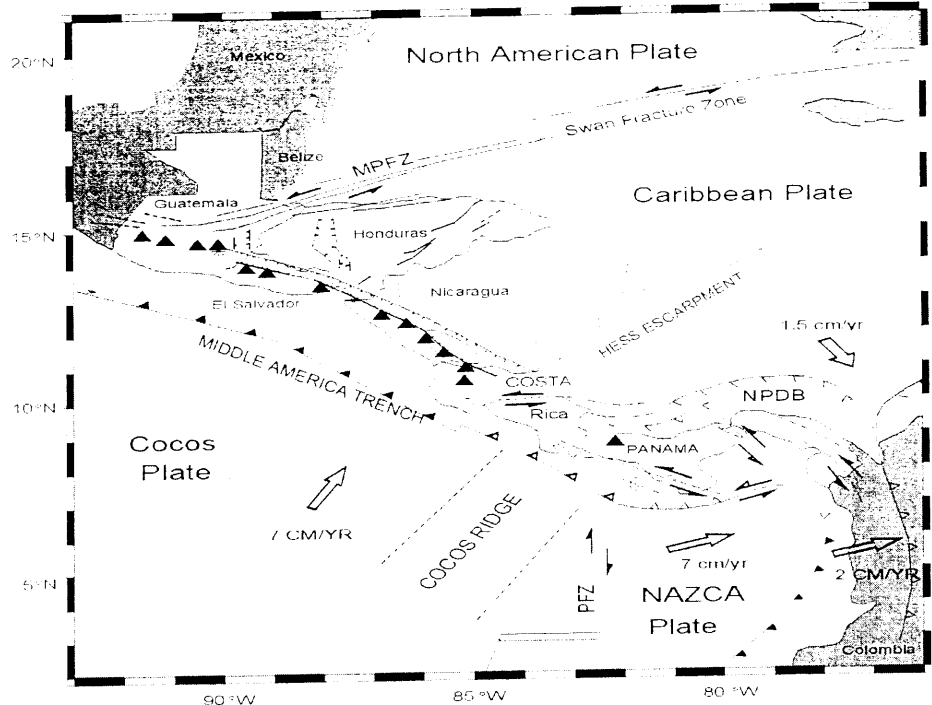 20°N
Mexico
North American Plate
Swan Fracture Zone
Belize
MPFZ
Guatemala
Caribbean Plate
15°N
Honduras
Nicaragua
El Salvador
HESS ESCARPMENT
1.5 cm/yr
MIDDLE AMERICA TRENCH
COSTA
Rica
NPDB
10°N
PANAMA
Cocos
Plate
7 CM/YR
COCOS RIDGE
7 cm/yr
2 CM/YR
5°N
PFZ
NAZCA
Plate
Colombia
90°W
85°W
80°W